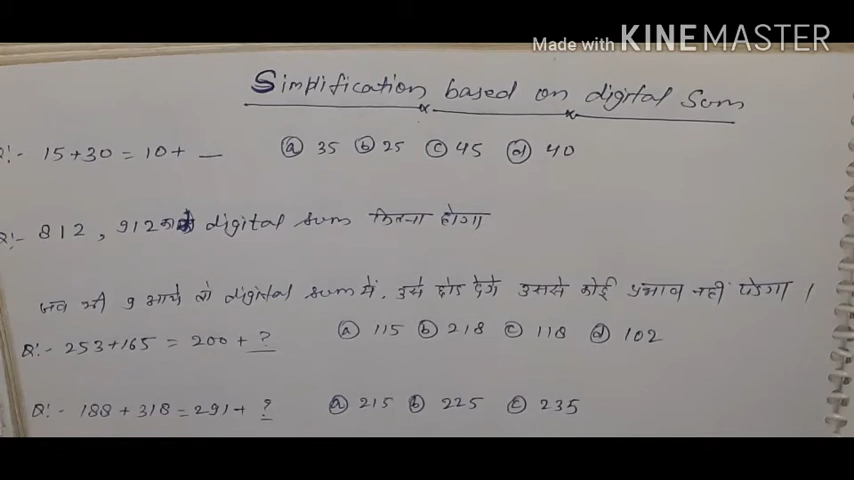 Made with KINEMASTER
Simplification based on digital Sum
Q:- 15+30 = 10+ __ ⓐ 35 ⓑ 25 ⓒ 45 ⓓ 40
Q:- 812, 912 का digital sum कितना होगा
जब भी 9 आये तो digital sum में, उसे छोड़ देंगे उससे कोई प्रभाव नहीं पड़ेगा ।
Q:- 253+165 = 200 + ? ⓐ 115 ⓑ 218 ⓒ 118 ⓓ 102
Q:- 188 + 318 = 291 + ? ⓐ 215 ⓑ 225 ⓒ 235